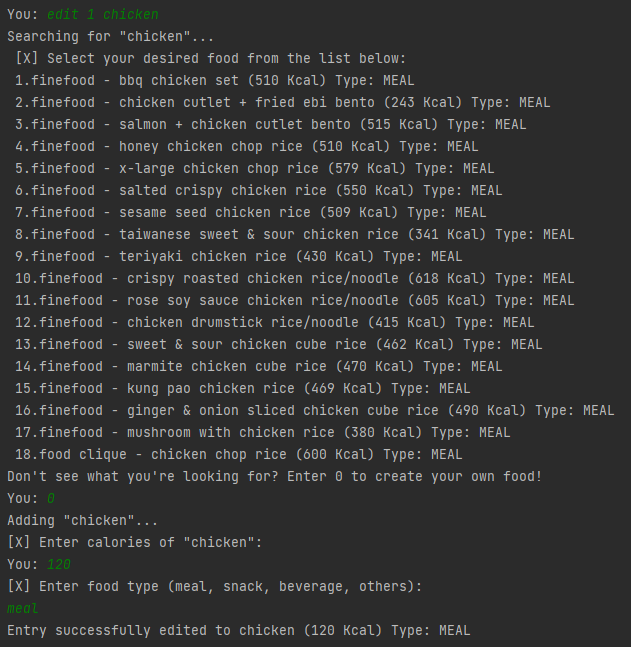 You: edit 1 chicken
Searching for "chicken"...
[X] Select your desired food from the list below:
1.finefood - bbq chicken set (510 Kcal) Type: MEAL
2.finefood - chicken cutlet + fried ebi bento (243 Kcal) Type: MEAL
3.finefood - salmon + chicken cutlet bento (515 Kcal) Type: MEAL
4.finefood - honey chicken chop rice (510 Kcal) Type: MEAL
5.finefood - x-large chicken chop rice (579 Kcal) Type: MEAL
6.finefood - salted crispy chicken rice (550 Kcal) Type: MEAL
7.finefood - sesame seed chicken rice (509 Kcal) Type: MEAL
8.finefood - taiwanese sweet & sour chicken rice (341 Kcal) Type: MEAL
9.finefood - teriyaki chicken rice (430 Kcal) Type: MEAL
10.finefood - crispy roasted chicken rice/noodle (618 Kcal) Type: MEAL
11.finefood - rose soy sauce chicken rice/noodle (605 Kcal) Type: MEAL
12.finefood - chicken drumstick rice/noodle (415 Kcal) Type: MEAL
13.finefood - sweet & sour chicken cube rice (462 Kcal) Type: MEAL
14.finefood - marmite chicken cube rice (470 Kcal) Type: MEAL
15.finefood - kung pao chicken rice (469 Kcal) Type: MEAL
16.finefood - ginger & onion sliced chicken cube rice (490 Kcal) Type: MEAL
17.finefood - mushroom with chicken rice (380 Kcal) Type: MEAL
18.food clique - chicken chop rice (600 Kcal) Type: MEAL
Don't see what you're looking for? Enter 0 to create your own food!
You: 0
Adding "chicken"...
[X] Enter calories of "chicken":
You: 120
[X] Enter food type (meal, snack, beverage, others):
meal
Entry successfully edited to chicken (120 Kcal) Type: MEAL